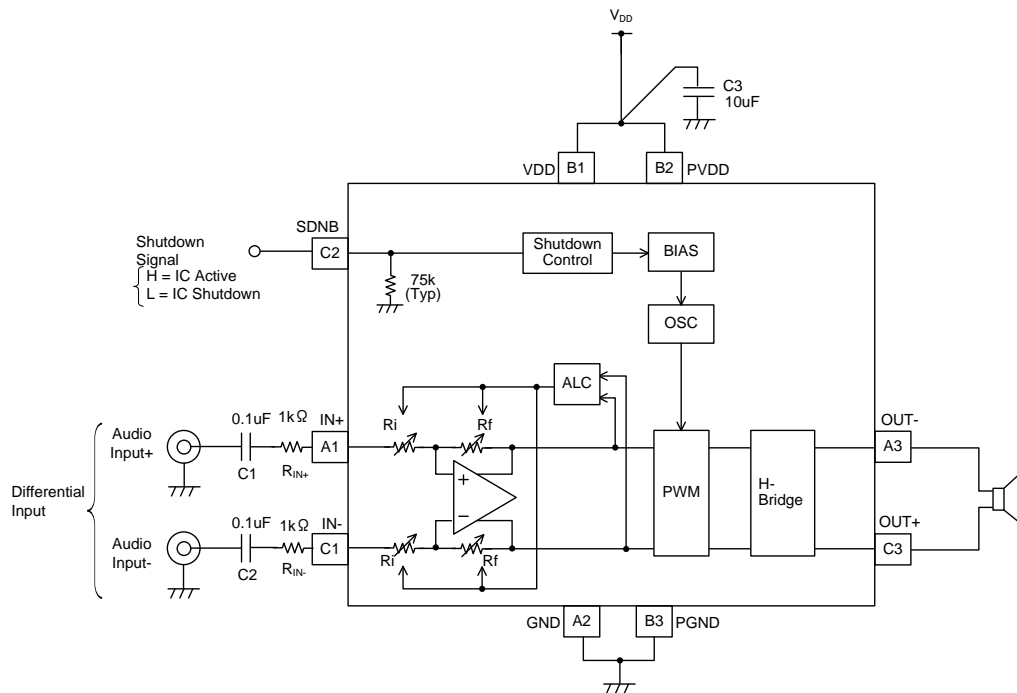 VDD
C3
10uF
VDD
B1
B2
PVDD
SDNB
C2
Shutdown
Signal
H = IC Active
L = IC Shutdown
75k
(Typ)
Shutdown
Control
BIAS
OSC
ALC
Differential
Input
Audio
Input+
0.1uF
C1
1kΩ
RIN+
IN+
A1
Ri
Rf
+
−
PWM
H-
Bridge
OUT-
A3
OUT+
C3
Audio
Input-
0.1uF
C2
1kΩ
RIN-
IN-
C1
Ri
Rf
GND
A2
B3
PGND